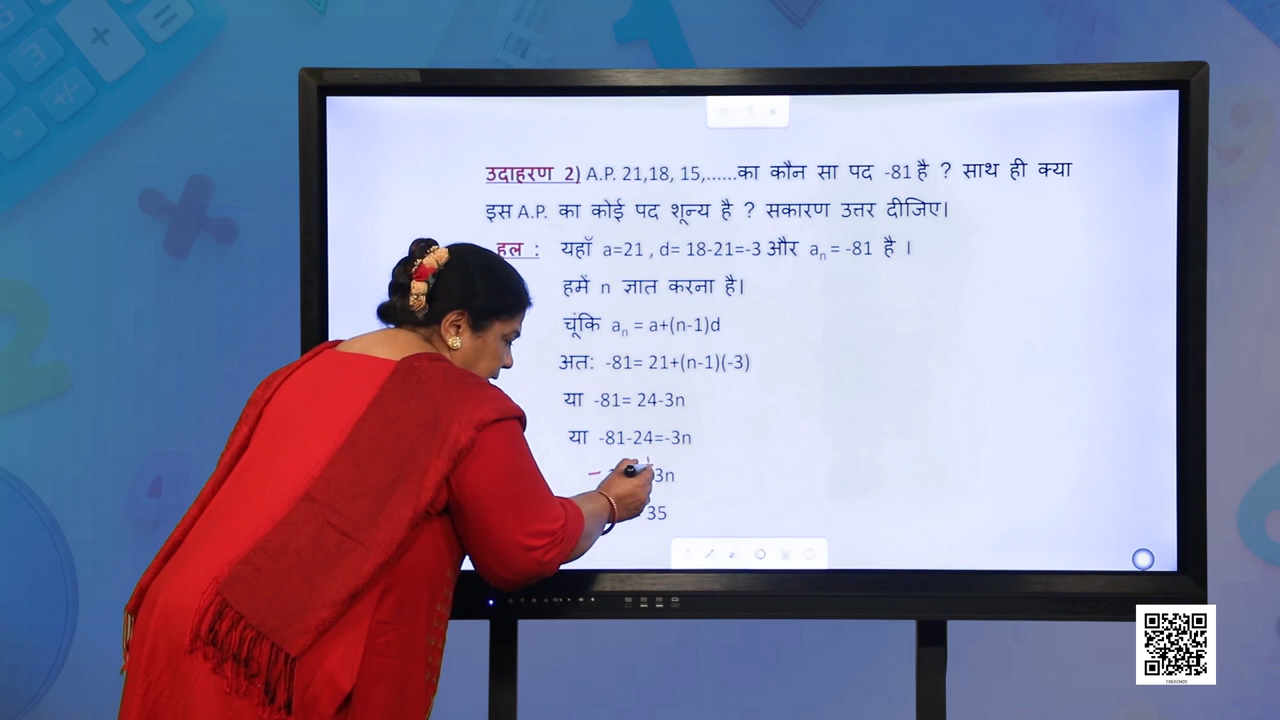 उदाहरण 2) A.P. 21,18, 15,......का कौन सा पद -81 है ? साथ ही क्या
इस A.P. का कोई पद शून्य है ? सकारण उत्तर दीजिए।
हल : यहाँ a=21 , d= 18-21=-3 और aₙ = -81 है ।
हमें n ज्ञात करना है।
चूंकि aₙ = a+(n-1)d
अत: -81= 21+(n-1)(-3)
या -81= 24-3n
या -81-24=-3n
3n
35